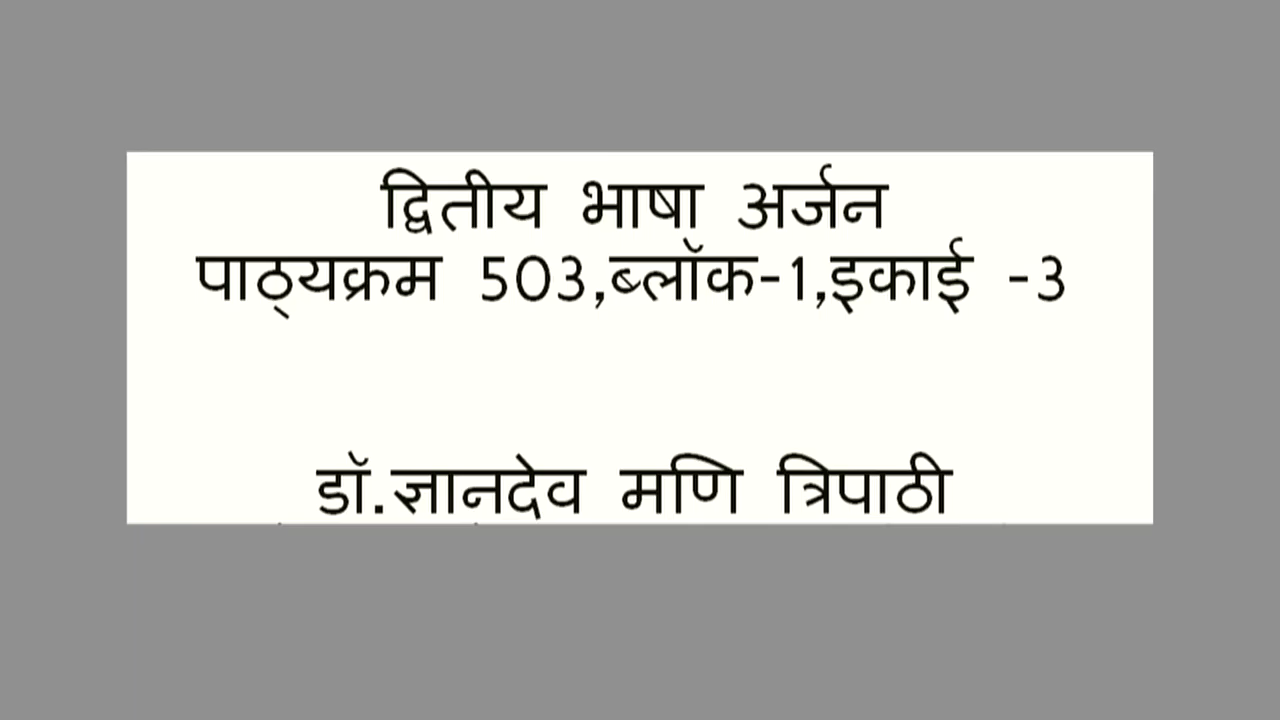 द्वितीय भाषा अर्जन
पाठ्यक्रम 503,ब्लॉक-1,इकाई -3
डॉ.ज्ञानदेव मणि त्रिपाठी